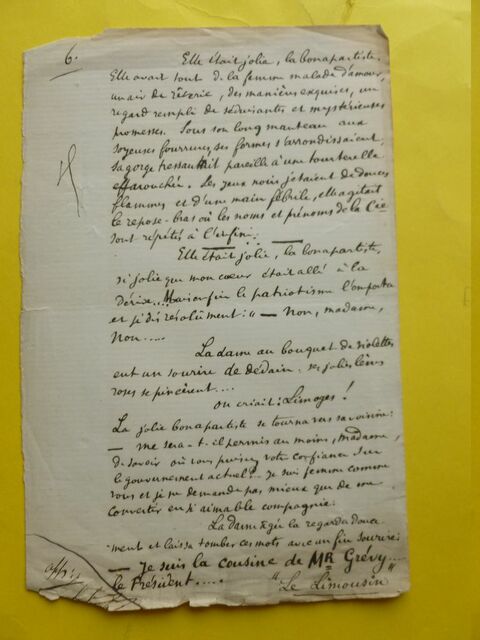 6.
Elle était jolie, la bonapartiste.
Elle avait tout de la femme malade d'amour,
un air de rêverie, des manières exquises, un
regard rempli de séduisantes et mystérieuses
promesses. Sous son long manteau aux
soyeuses fourrures, ses formes s'arrondissaient,
sa gorge tressautait pareille à une tourterelle
effarouchée. Ses yeux noirs jetaient de douces
flammes et d'une main fébrile, elle agitait
le repose-bras où les noms et prénoms de la Cie
sont répétés à l'infini.
Elle était jolie, la bonapartiste,
si jolie que mon cœur était allé à la
dérive.... Mais enfin le patriotisme l'emporta
et je dis résolument : " — Non, madame,
Non....
La dame au bouquet de violettes
eut un sourire de dédain. Ses jolies lèvres
roses se pincèrent....
On criait : Limoges !
La jolie bonapartiste se tourna vers sa voisine :
— me sera-t-il permis au moins, madame,
de savoir où vous puisez votre confiance dans
le gouvernement actuel ?... Je suis femme comme
vous et je ne demande pas mieux que de me
convertir en si aimable compagnie.
La dame âgée la regarda douce
ment et laissa tomber ces mots avec un fin sourire :
— Je suis la cousine de MR Grévy....
le Président.....
"Le Limousin"